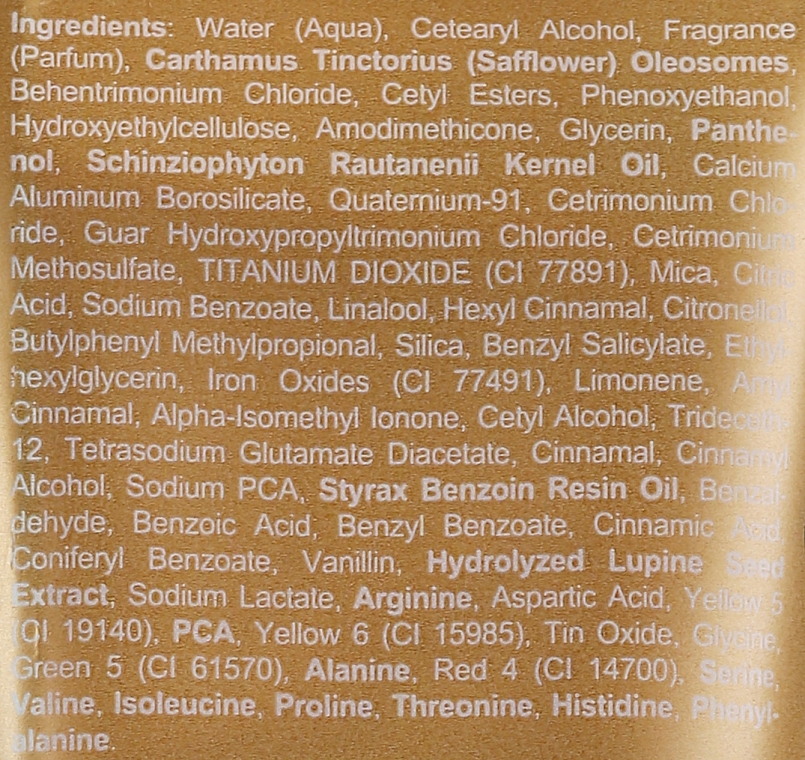 Ingredients: Water (Aqua), Cetearyl Alcohol, Fragrance
(Parfum), Carthamus Tinctorius (Safflower) Oleosomes,
Behentrimonium Chloride, Cetyl Esters, Phenoxyethanol,
Hydroxyethylcellulose, Amodimethicone, Glycerin, Panthe-
nol, Schinziophyton Rautanenii Kernel Oil, Calcium
Aluminum Borosilicate, Quaternium-91, Cetrimonium Chlo-
ride, Guar Hydroxypropyltrimonium Chloride, Cetrimonium
Methosulfate, TITANIUM DIOXIDE (CI 77891), Mica, Citric
Acid, Sodium Benzoate, Linalool, Hexyl Cinnamal, Citronellol,
Butylphenyl Methylpropional, Silica, Benzyl Salicylate, Ethyl-
hexylglycerin, Iron Oxides (CI 77491), Limonene, Amyl
Cinnamal, Alpha-Isomethyl Ionone, Cetyl Alcohol, Trideceth-
12, Tetrasodium Glutamate Diacetate, Cinnamal, Cinnamyl
Alcohol, Sodium PCA, Styrax Benzoin Resin Oil, Benzal-
dehyde, Benzoic Acid, Benzyl Benzoate, Cinnamic Acid,
Coniferyl Benzoate, Vanillin, Hydrolyzed Lupine Seed
Extract, Sodium Lactate, Arginine, Aspartic Acid, Yellow 5
(CI 19140), PCA, Yellow 6 (CI 15985), Tin Oxide, Glycine,
Green 5 (CI 61570), Alanine, Red 4 (CI 14700), Serine,
Valine, Isoleucine, Proline, Threonine, Histidine, Phenyl-
alanine.